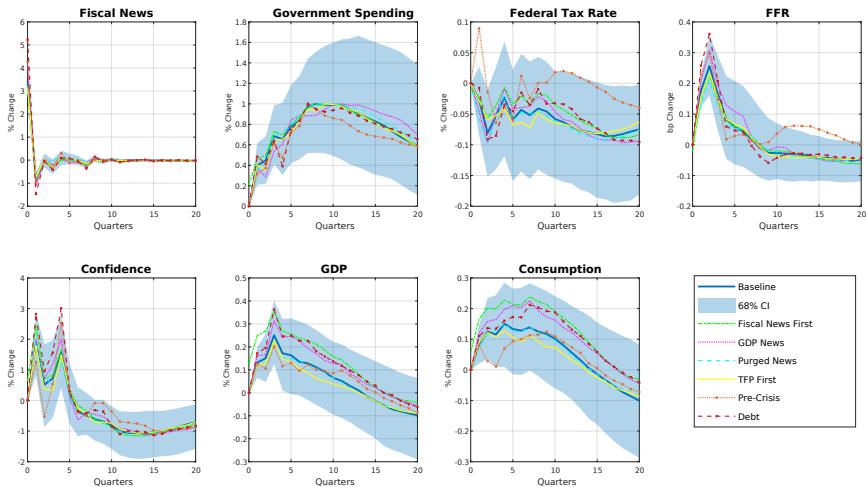 Fiscal News
Government Spending
Federal Tax Rate
FFR
% Change
6
5
4
3
2
1
0
-1
-2
0 5 10 15 20
Quarters
% Change
1.8
1.6
1.4
1.2
1
0.8
0.6
0.4
0.2
0
0 5 10 15 20
Quarters
% Change
0.1
0.05
0
-0.05
-0.1
-0.15
-0.2
0 5 10 15 20
Quarters
bp Change
0.4
0.3
0.2
0.1
0
-0.1
-0.2
0 5 10 15 20
Quarters
Confidence
GDP
Consumption
% Change
4
3
2
1
0
-1
-2
0 5 10 15 20
Quarters
% Change
0.5
0.4
0.3
0.2
0.1
0
-0.1
-0.2
-0.3
0 5 10 15 20
Quarters
% Change
0.3
0.2
0.1
0
-0.1
-0.2
-0.3
0 5 10 15 20
Quarters
Baseline
68% CI
Fiscal News First
GDP News
Purged News
TFP First
Pre-Crisis
Debt